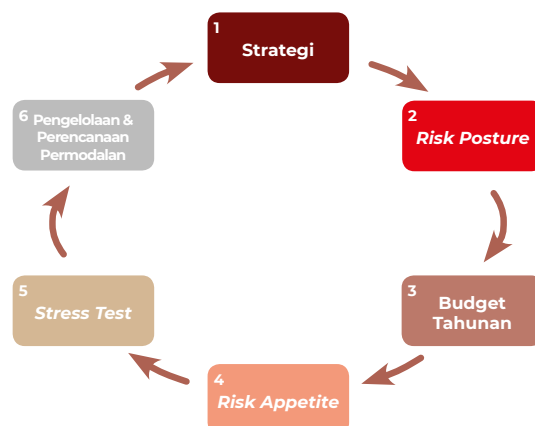 1
Strategi
2
Risk Posture
3
Budget
Tahunan
4
Risk Appetite
5
Stress Test
6
Pengelolaan &
Perencanaan
Permodalan